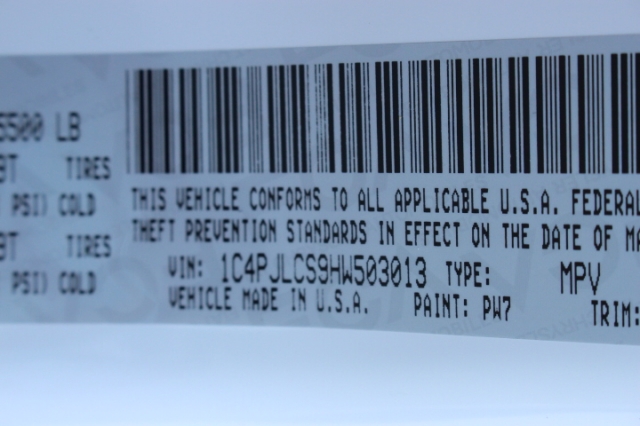 5500 LB
TIRES
PSI) COLD
TIRES
PSI) COLD
THIS VEHICLE CONFORMS TO ALL APPLICABLE U.S.A. FEDERAL
THEFT PREVENTION STANDARDS IN EFFECT ON THE DATE OF MA
VIN: 1C4PJLCS9HW503013 TYPE: MPV
VEHICLE MADE IN U.S.A. PAINT: PW7 TRIM: